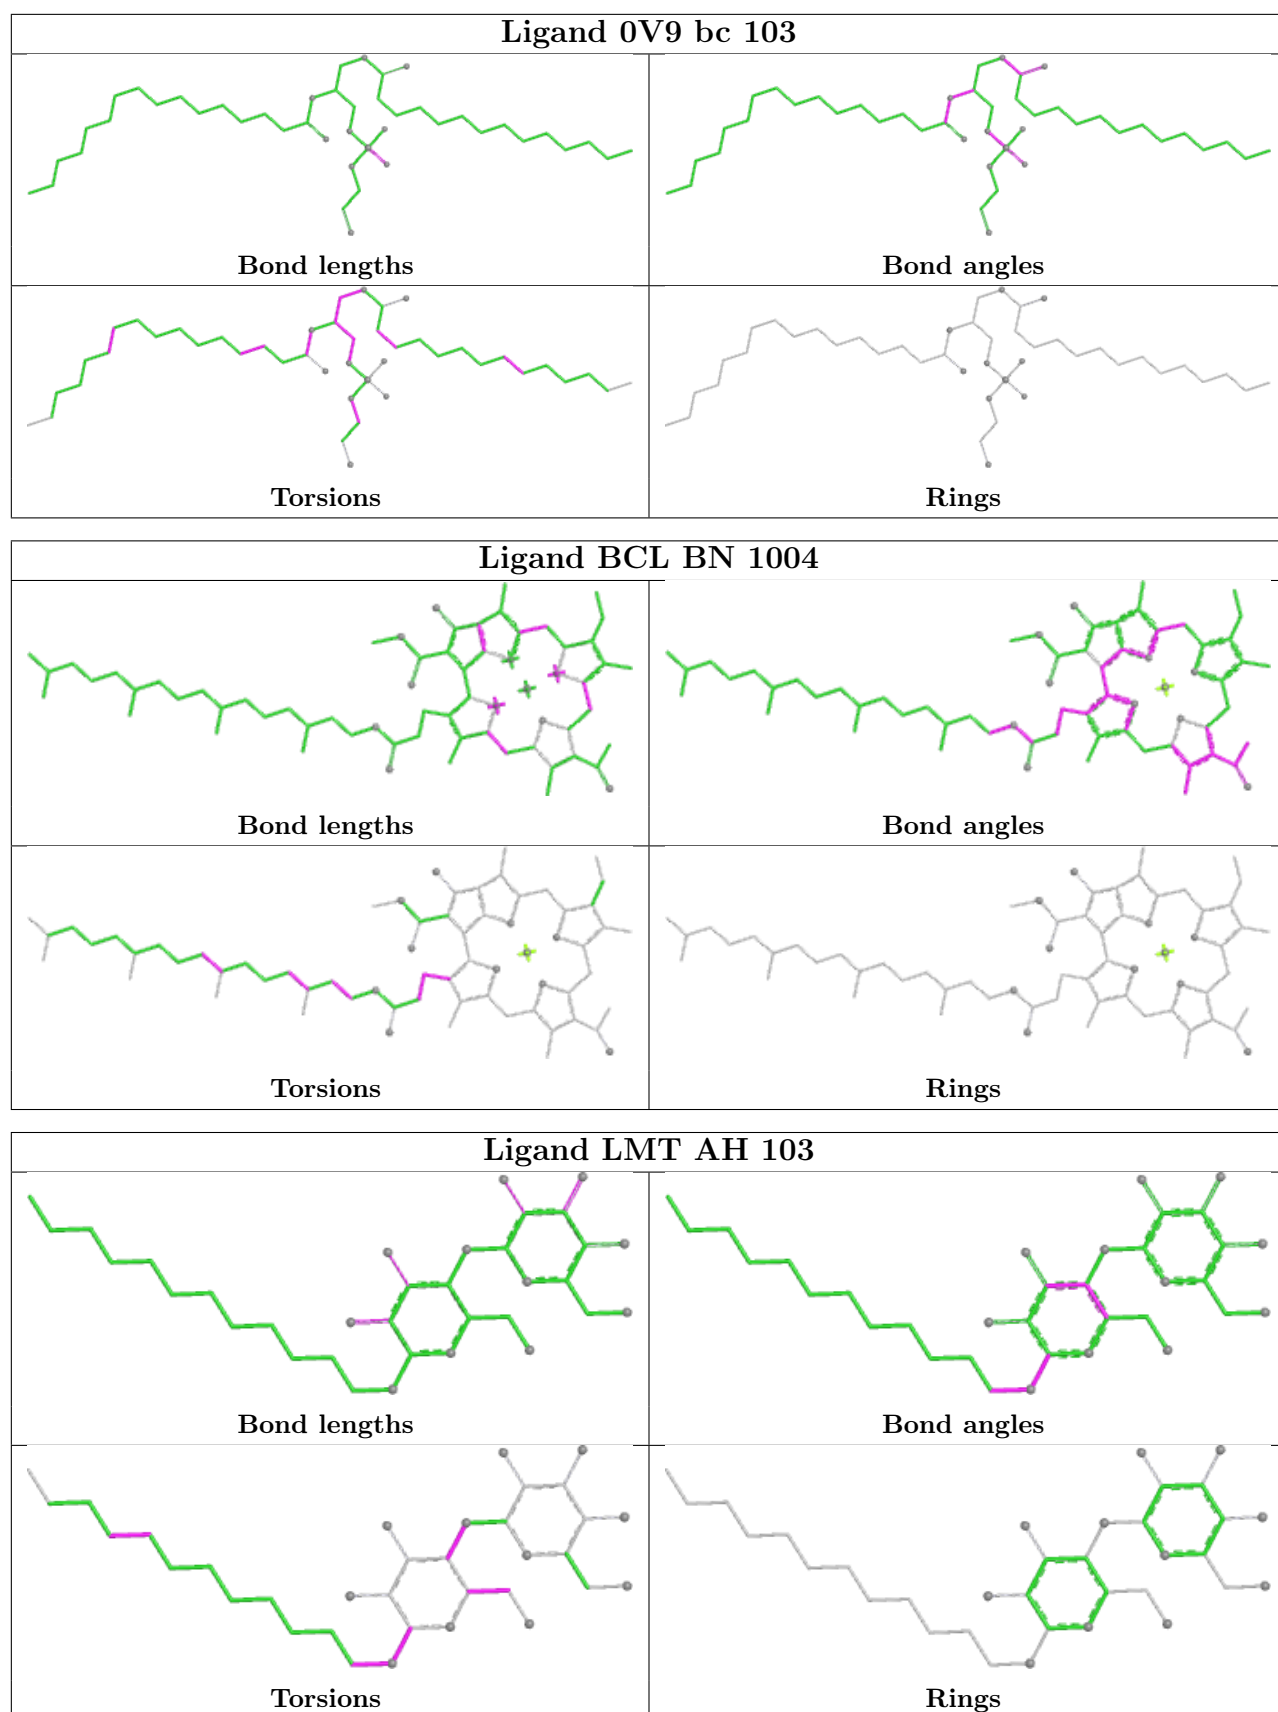 Ligand 0V9 bc 103
Bond lengths
Bond angles
Torsions
Rings
Ligand BCL BN 1004
Bond lengths
Bond angles
Torsions
Rings
Ligand LMT AH 103
Bond lengths
Bond angles
Torsions
Rings